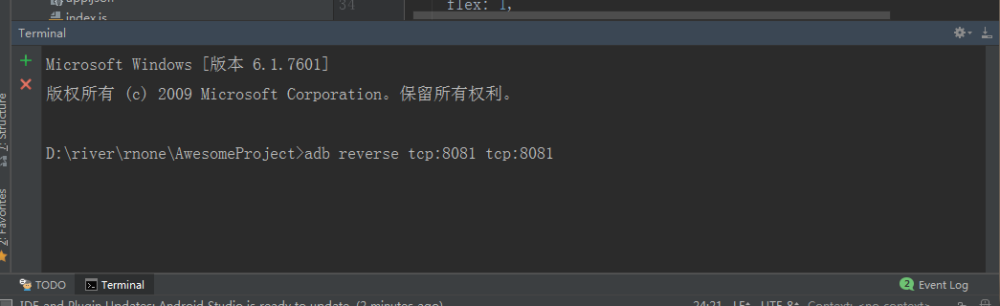 index.js
34
flex: 1,
Terminal
Microsoft Windows [版本 6.1.7601]
版权所有 (c) 2009 Microsoft Corporation。保留所有权利。
D:\river\rnone\AwesomeProject>adb reverse tcp:8081 tcp:8081
Z: Structure
2: Favorites
TODO
Terminal
2 Event Log
IDE and Plugin Updates: Android Studio is ready to update. (2 minutes ago)
24:21 LF UTF-8 Context: <no context>